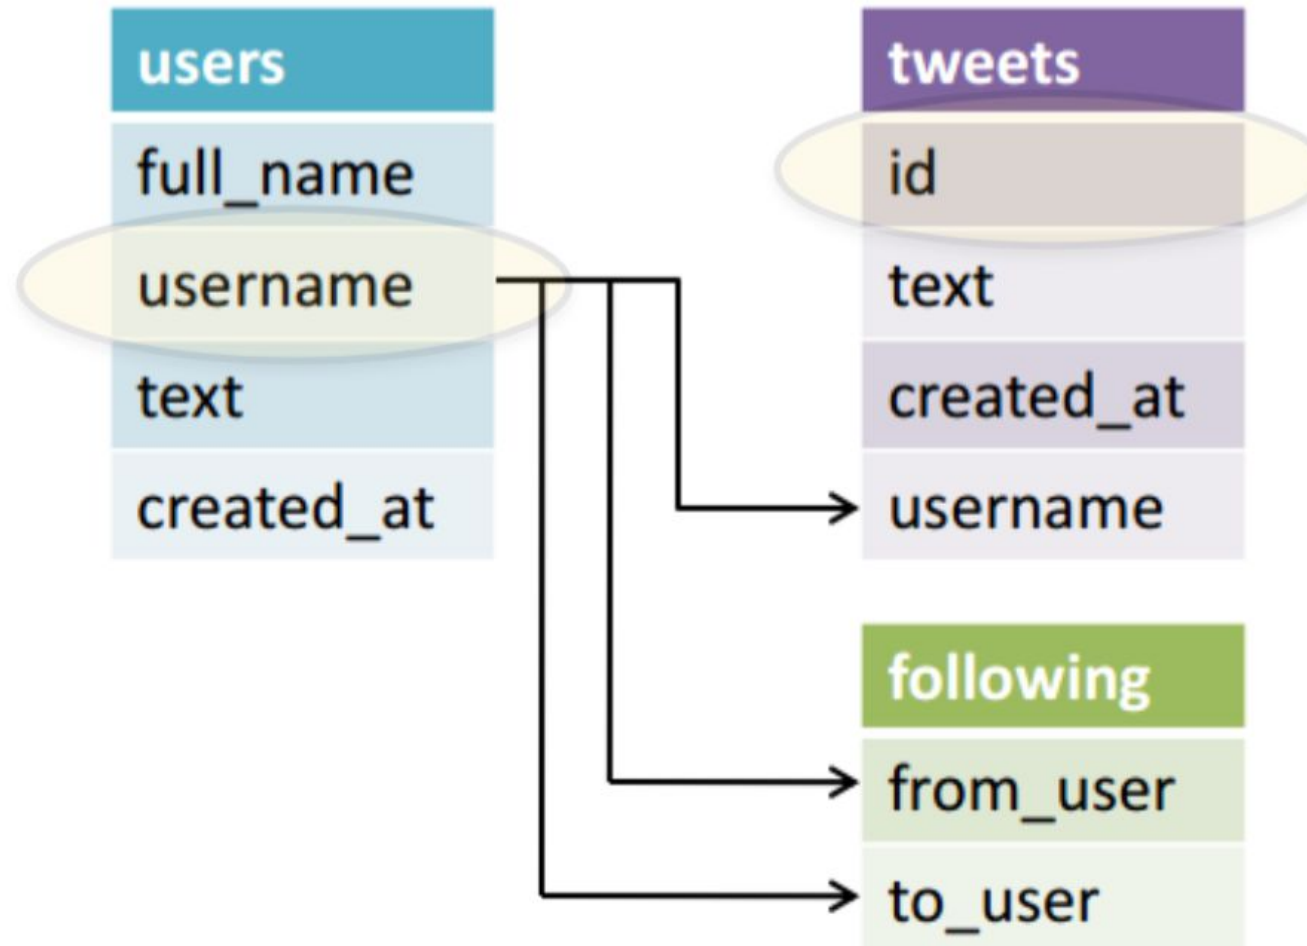 users
full_name
username
text
created_at
tweets
id
text
created_at
username
following
from_user
to_user